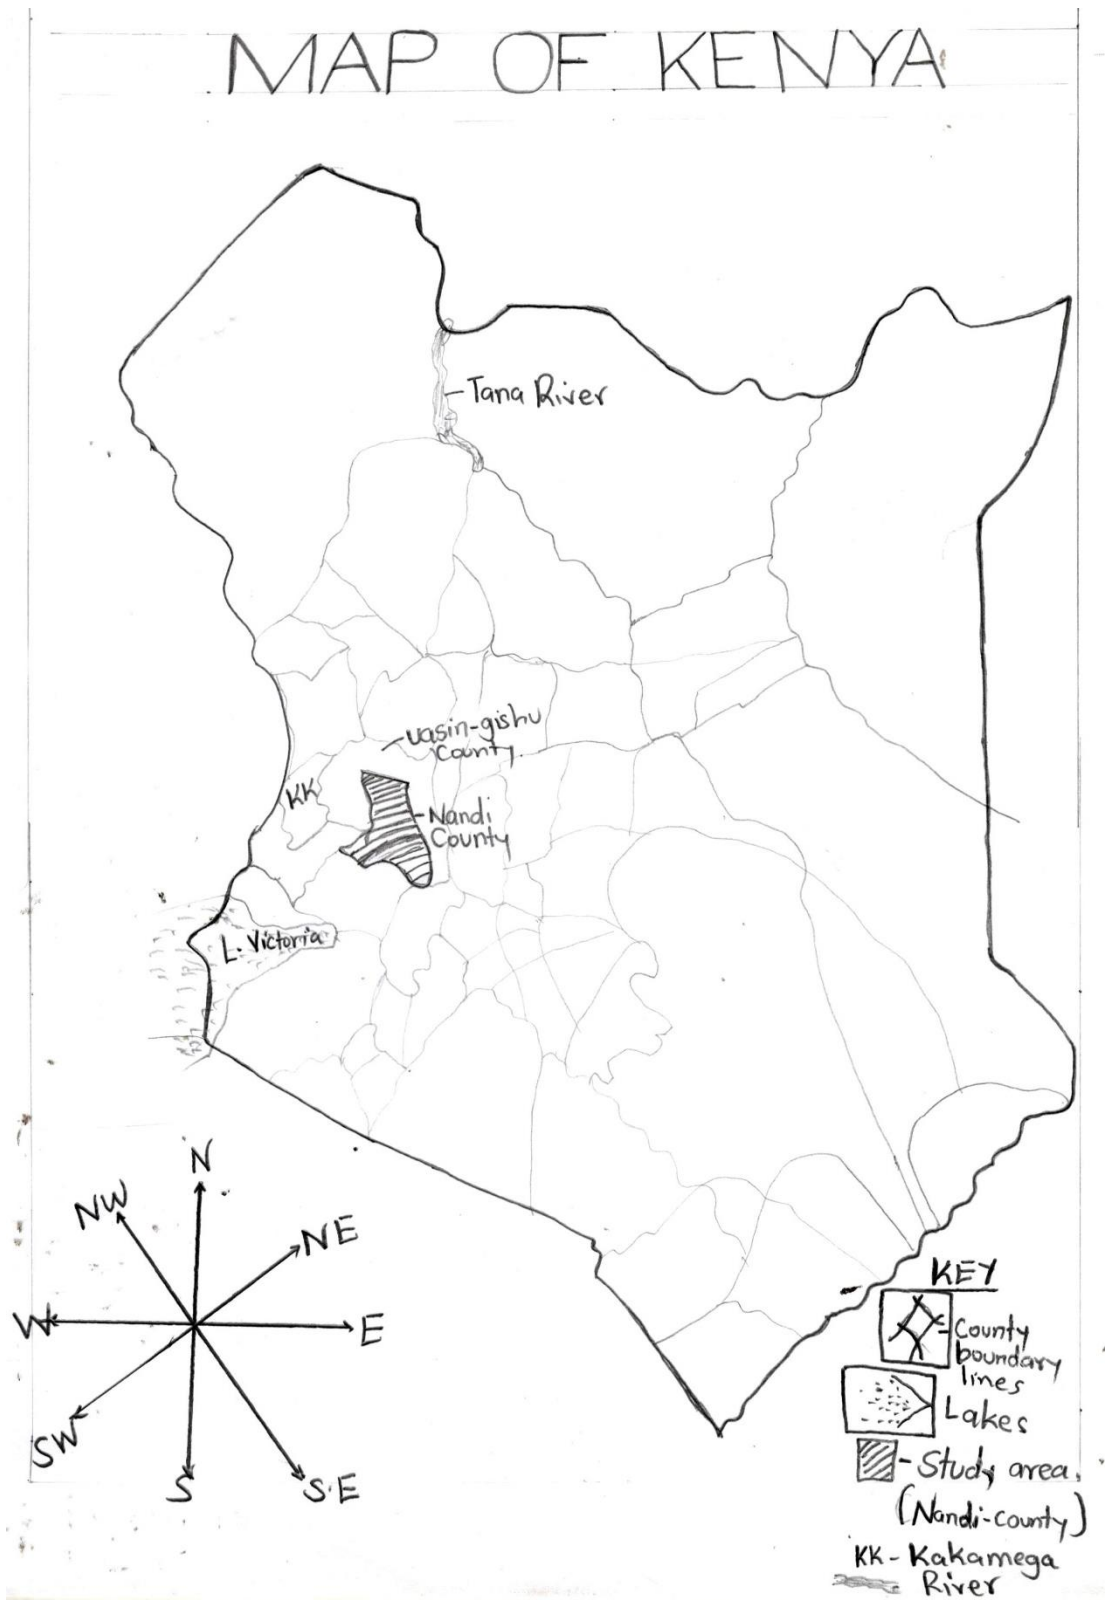 MAP OF KENYA
Tana River
uasin-gishu
County
KK
Nandi
County
L. Victoria
N
NW
NE
W
E
SW
S
S.E
KEY
County
boundary
lines
Lakes
Study area
(Nandi-county)
KK - Kakamega
River